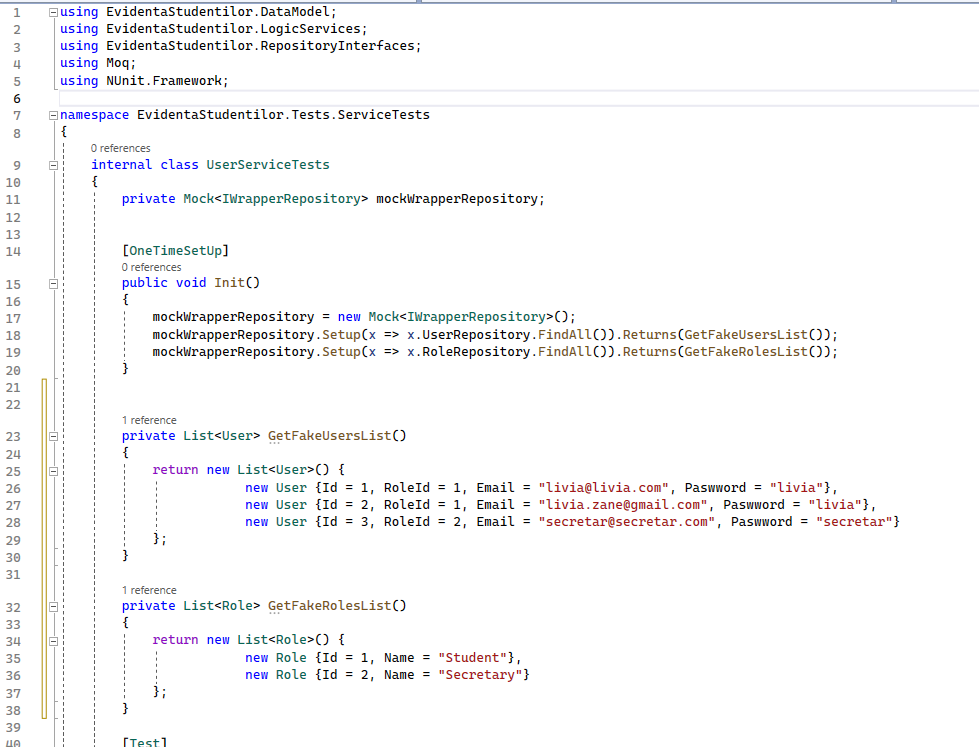 1 using EvidentaStudentilor.DataModel;
2 using EvidentaStudentilor.LogicServices;
3 using EvidentaStudentilor.RepositoryInterfaces;
4 using Moq;
5 using NUnit.Framework;
6
7 namespace EvidentaStudentilor.Tests.ServiceTests
8 {
0 references
9 internal class UserServiceTests
10 {
11 private Mock<IWrapperRepository> mockWrapperRepository;
12
13
14 [OneTimeSetUp]
0 references
15 public void Init()
16 {
17 mockWrapperRepository = new Mock<IWrapperRepository>();
18 mockWrapperRepository.Setup(x => x.UserRepository.FindAll()).Returns(GetFakeUsersList());
19 mockWrapperRepository.Setup(x => x.RoleRepository.FindAll()).Returns(GetFakeRolesList());
20 }
21
22
1 reference
23 private List<User> GetFakeUsersList()
24 {
25 return new List<User>() {
26 new User {Id = 1, RoleId = 1, Email = "livia@livia.com", Paswword = "livia"},
27 new User {Id = 2, RoleId = 1, Email = "livia.zane@gmail.com", Paswword = "livia"},
28 new User {Id = 3, RoleId = 2, Email = "secretar@secretar.com", Paswword = "secretar"}
29 };
30 }
31
1 reference
32 private List<Role> GetFakeRolesList()
33 {
34 return new List<Role>() {
35 new Role {Id = 1, Name = "Student"},
36 new Role {Id = 2, Name = "Secretary"}
37 };
38 }
39
40 [Test]